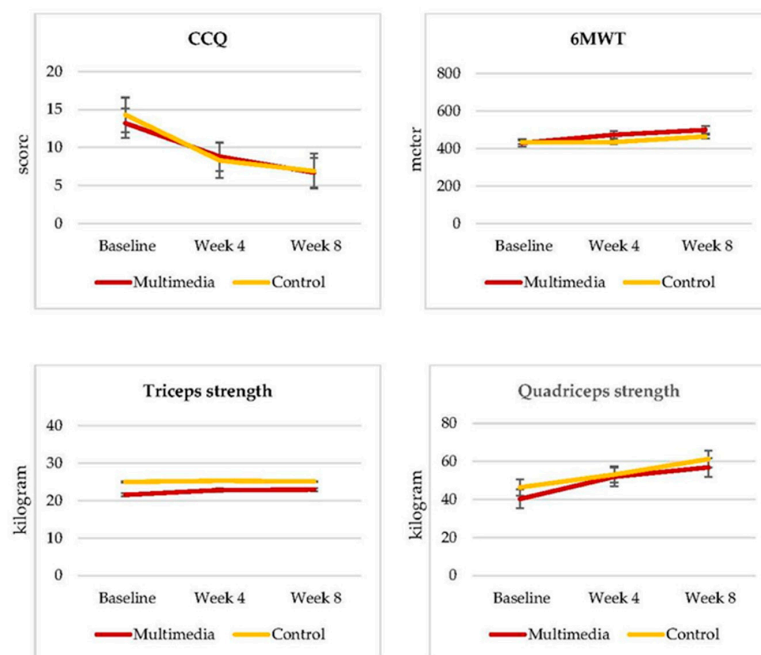 CCQ
20
15
10
5
0
score
Baseline Week 4 Week 8
Multimedia Control
6MWT
800
600
400
200
0
meter
Baseline Week 4 Week 8
Multimedia Control
Triceps strength
40
30
20
10
0
kilogram
Baseline Week 4 Week 8
Multimedia Control
Quadriceps strength
80
60
40
20
0
kilogram
Baseline Week 4 Week 8
Multimedia Control